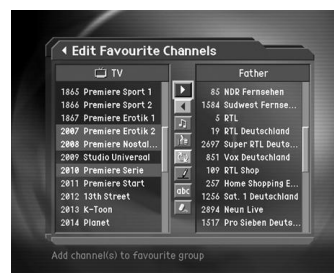 Edit Favourite Channels
TV
1865 Premiere Sport 1
1866 Premiere Sport 2
1867 Premiere Erotik 1
2007 Premiere Erotik 2
2008 Premiere Nostal...
2009 Studio Universal
2010 Premiere Serie
2011 Premiere Start
2012 13th Street
2013 K-Toon
2014 Planet
abc
Father
85 NDR Fernsehen
1584 Sudwest Fernse...
5 RTL
19 RTL Deutschland
2697 Super RTL Deuts...
851 Vox Deutschland
109 RTL Shop
257 Home Shopping E...
1256 Sat. 1 Deutschland
2894 Neun Live
1517 Pro Sieben Deuts...
Add channel(s) to favourite group